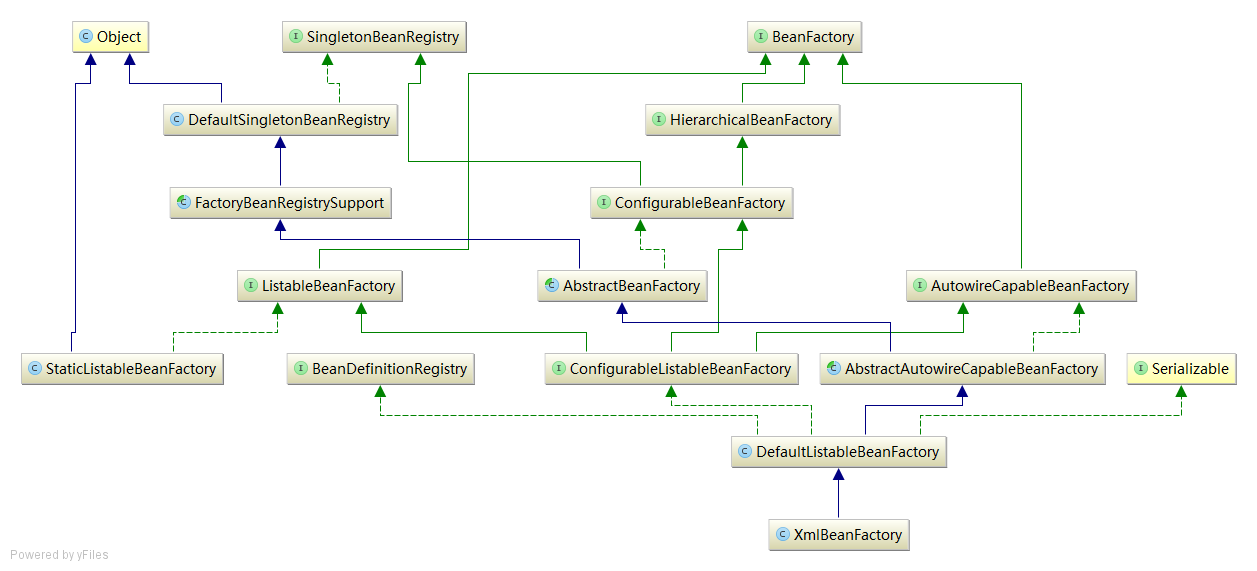 Object
SingletonBeanRegistry
BeanFactory
DefaultSingletonBeanRegistry
HierarchicalBeanFactory
FactoryBeanRegistrySupport
ConfigurableBeanFactory
ListableBeanFactory
AbstractBeanFactory
AutowireCapableBeanFactory
StaticListableBeanFactory
BeanDefinitionRegistry
ConfigurableListableBeanFactory
AbstractAutowireCapableBeanFactory
Serializable
DefaultListableBeanFactory
XmlBeanFactory
Powered by yFiles